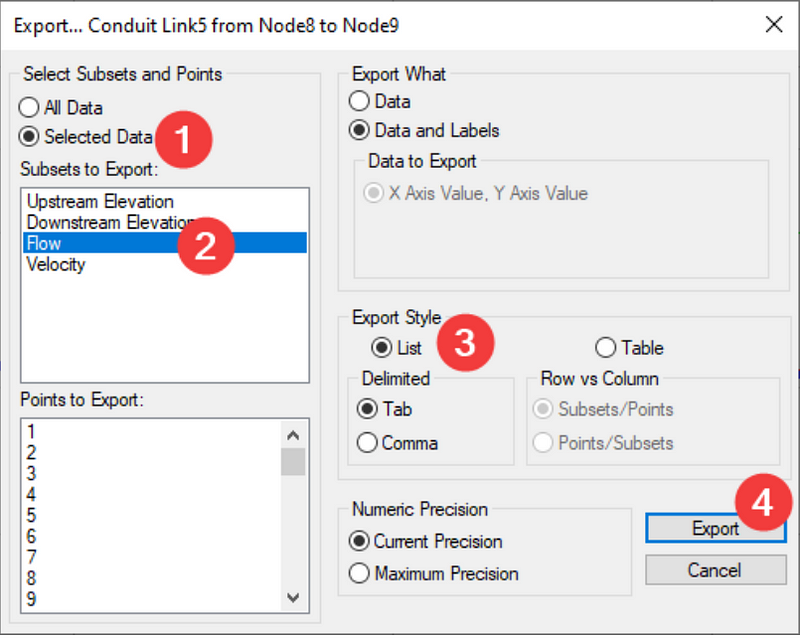 Export... Conduit Link5 from Node8 to Node9
Select Subsets and Points
All Data
Selected Data
1
Subsets to Export:
Upstream Elevation
Downstream Elevation
Flow
2
Velocity
Points to Export:
1
2
3
4
5
6
7
8
9
Export What
Data
Data and Labels
Data to Export
X Axis Value, Y Axis Value
Export Style
3
List
Table
Delimited
Tab
Comma
Row vs Column
Subsets/Points
Points/Subsets
Numeric Precision
Current Precision
Maximum Precision
4
Export
Cancel